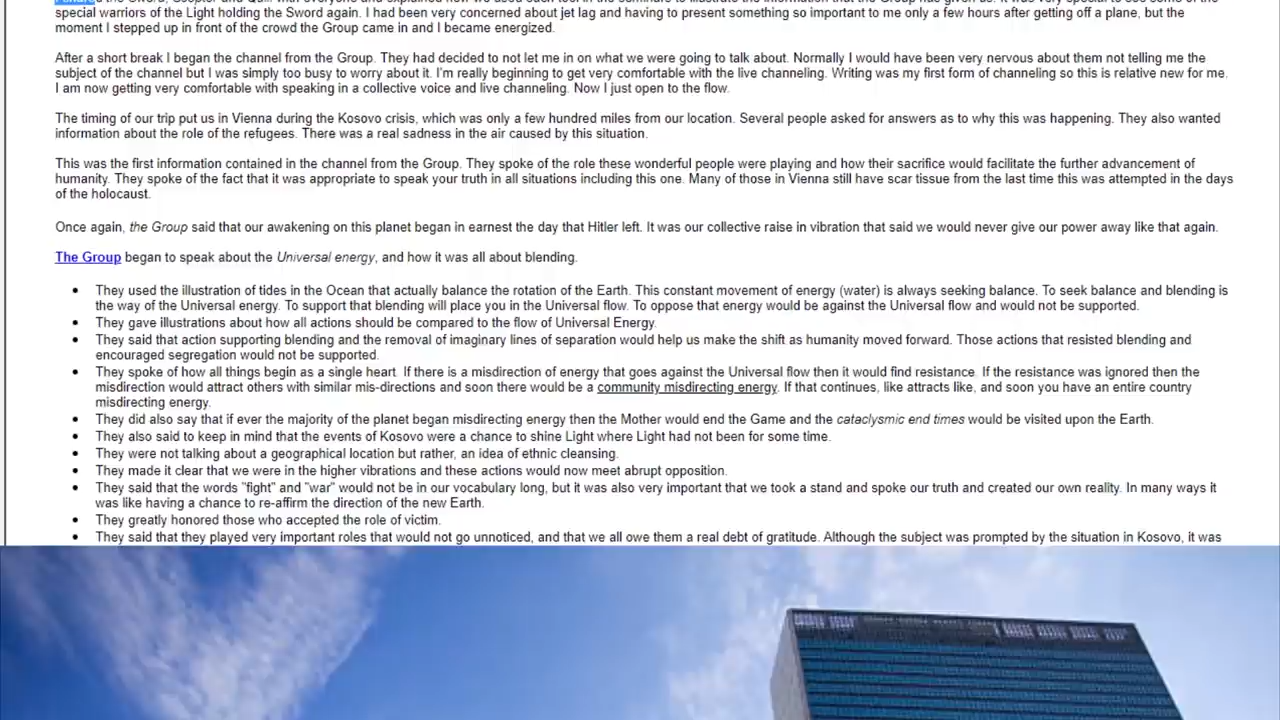 the Sword, Scepter and Quill with everyone and explained how we used each tool in the seminars to illustrate the information that the Group has given us. It was very special to see some of the
special warriors of the Light holding the Sword again. I had been very concerned about jet lag and having to present something so important to me only a few hours after getting off a plane, but the
moment I stepped up in front of the crowd the Group came in and I became energized.
After a short break I began the channel from the Group. They had decided to not let me in on what we were going to talk about. Normally I would have been very nervous about them not telling me the
subject of the channel but I was simply too busy to worry about it. I'm really beginning to get very comfortable with the live channeling. Writing was my first form of channeling so this is relative new for me.
I am now getting very comfortable with speaking in a collective voice and live channeling. Now I just open to the flow.
The timing of our trip put us in Vienna during the Kosovo crisis, which was only a few hundred miles from our location. Several people asked for answers as to why this was happening. They also wanted
information about the role of the refugees. There was a real sadness in the air caused by this situation.
This was the first information contained in the channel from the Group. They spoke of the role these wonderful people were playing and how their sacrifice would facilitate the further advancement of
humanity. They spoke of the fact that it was appropriate to speak your truth in all situations including this one. Many of those in Vienna still have scar tissue from the last time this was attempted in the days
of the holocaust.
Once again, the Group said that our awakening on this planet began in earnest the day that Hitler left. It was our collective raise in vibration that said we would never give our power away like that again.
The Group began to speak about the Universal energy, and how it was all about blending.
• They used the illustration of tides in the Ocean that actually balance the rotation of the Earth. This constant movement of energy (water) is always seeking balance. To seek balance and blending is
the way of the Universal energy. To support that blending will place you in the Universal flow. To oppose that energy would be against the Universal flow and would not be supported.
• They gave illustrations about how all actions should be compared to the flow of Universal Energy.
• They said that action supporting blending and the removal of imaginary lines of separation would help us make the shift as humanity moved forward. Those actions that resisted blending and
encouraged segregation would not be supported.
• They spoke of how all things begin as a single heart. If there is a misdirection of energy that goes against the Universal flow then it would find resistance. If the resistance was ignored then the
misdirection would attract others with similar mis-directions and soon there would be a community misdirecting energy. If that continues, like attracts like, and soon you have an entire country
misdirecting energy.
• They did also say that if ever the majority of the planet began misdirecting energy then the Mother would end the Game and the cataclysmic end times would be visited upon the Earth.
• They also said to keep in mind that the events of Kosovo were a chance to shine Light where Light had not been for some time.
• They were not talking about a geographical location but rather, an idea of ethnic cleansing.
• They made it clear that we were in the higher vibrations and these actions would now meet abrupt opposition.
• They said that the words "fight" and "war" would not be in our vocabulary long, but it was also very important that we took a stand and spoke our truth and created our own reality. In many ways it
was like having a chance to re-affirm the direction of the new Earth.
• They greatly honored those who accepted the role of victim.
• They said that they played very important roles that would not go unnoticed, and that we all owe them a real debt of gratitude. Although the subject was prompted by the situation in Kosovo, it was